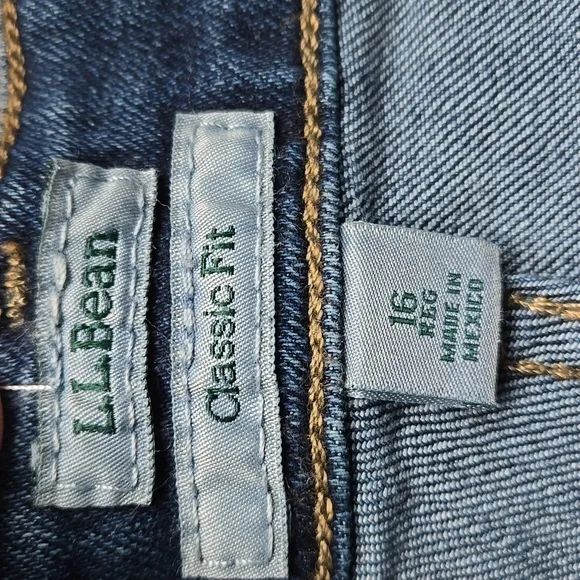 L.L.Bean
Classic Fit
16
REG
MADE IN
MEXICO